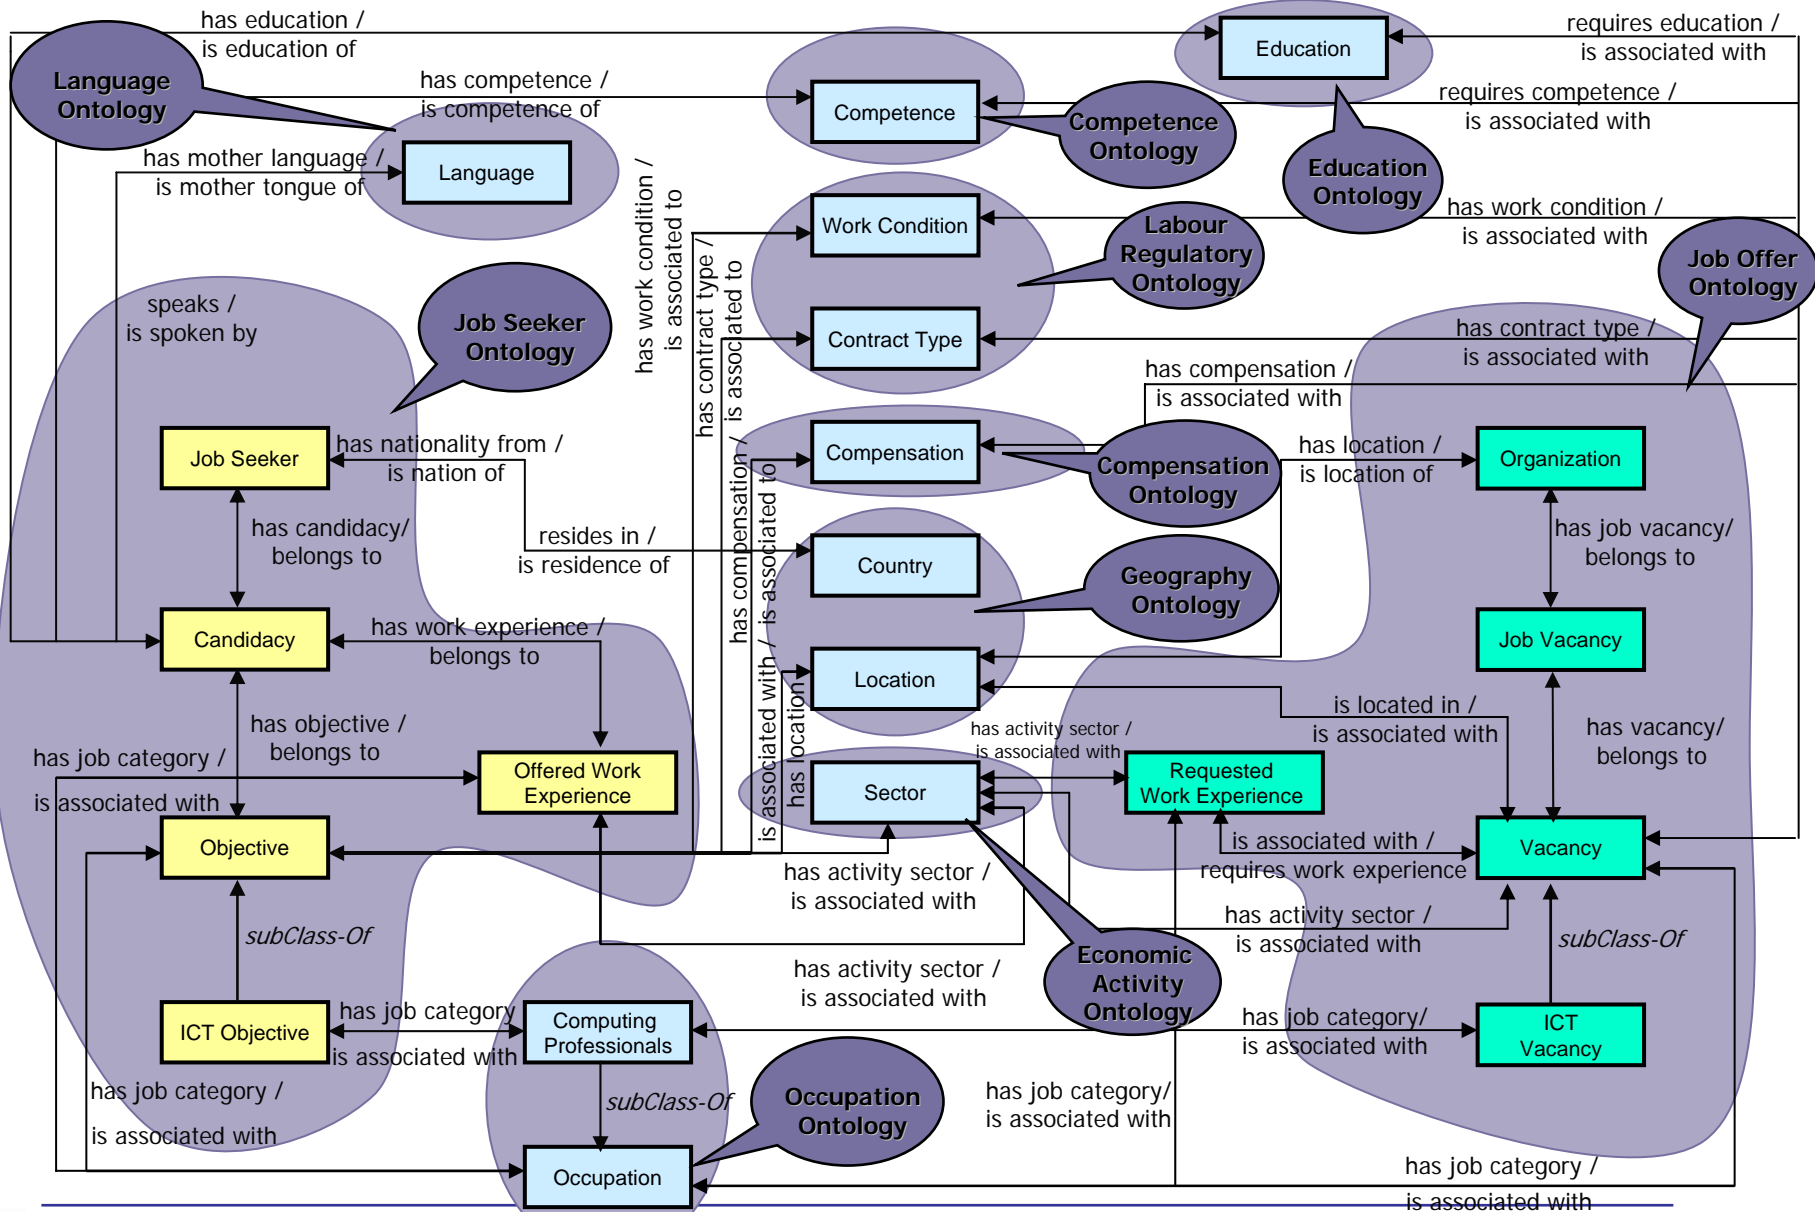 has education /
is education of
Language
Ontology
has competence /
is competence of
has mother language /
is mother tongue of
Language
Competence
Education
requires education /
is associated with
requires competence /
is associated with
Competence
Ontology
Education
Ontology
has work condition /
is associated to
Work Condition
Labour
Regulatory
Ontology
has work condition /
is associated with
Job Offer
Ontology
speaks /
is spoken by
Job Seeker
Ontology
has contract type /
is associated to
Contract Type
has contract type /
is associated with
has compensation /
is associated with
Job Seeker
has nationality from /
is nation of
has compensation /
is associated to
Compensation
Compensation
Ontology
has location /
is location of
Organization
has candidacy/
belongs to
resides in /
is residence of
Country
Geography
Ontology
has job vacancy/
belongs to
Candidacy
has work experience /
belongs to
is associated with /
has location
Location
Job Vacancy
has objective /
belongs to
is located in /
is associated with
has vacancy/
belongs to
has job category /
is associated with
Offered Work
Experience
Sector
has activity sector /
is associated with
Requested
Work Experience
Objective
has activity sector /
is associated with
is associated with /
requires work experience
Vacancy
subClass-Of
has activity sector /
is associated with
has activity sector /
is associated with
Economic
Activity
Ontology
subClass-Of
ICT Objective
has job category
is associated with
Computing
Professionals
has job category/
is associated with
ICT
Vacancy
has job category /
is associated with
subClass-Of
Occupation
Ontology
has job category/
is associated with
Occupation
has job category /
is associated with